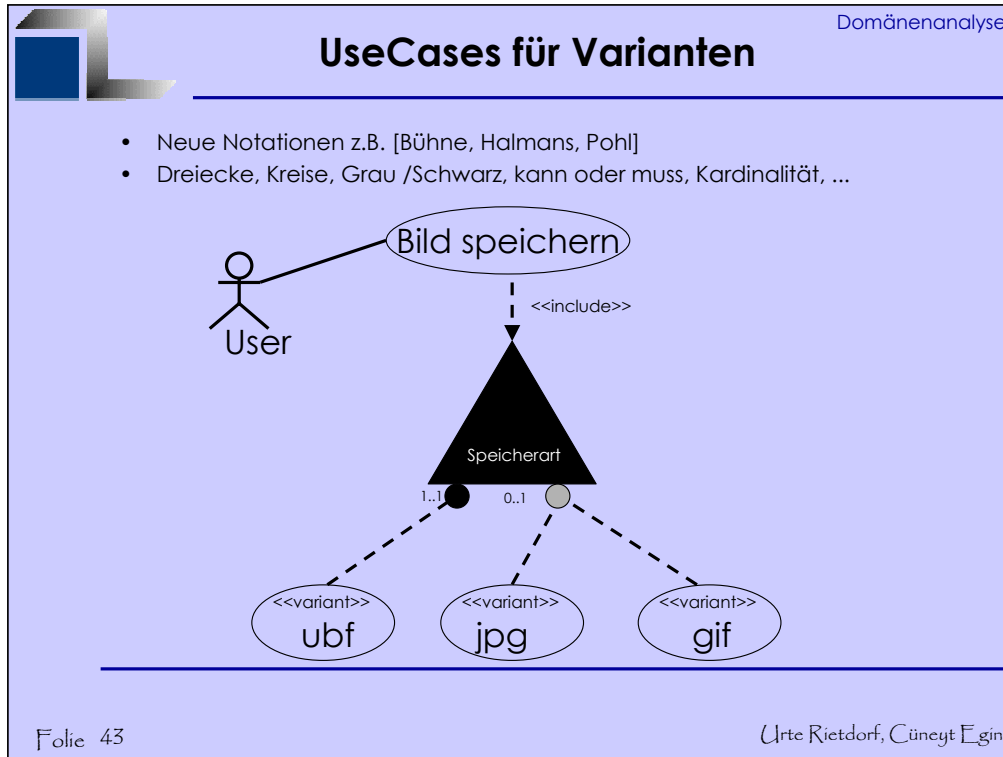 Domänenanalyse
UseCases für Varianten
• Neue Notationen z.B. [Bühne, Halmans, Pohl]
• Dreiecke, Kreise, Grau /Schwarz, kann oder muss, Kardinalität, ...
Bild speichern
<<include>>
User
Speicherart
1..1 0..1
<<variant>> <<variant>> <<variant>>
ubf jpg gif
Folie 43
Urte Rietdorf, Cüneyt Egin